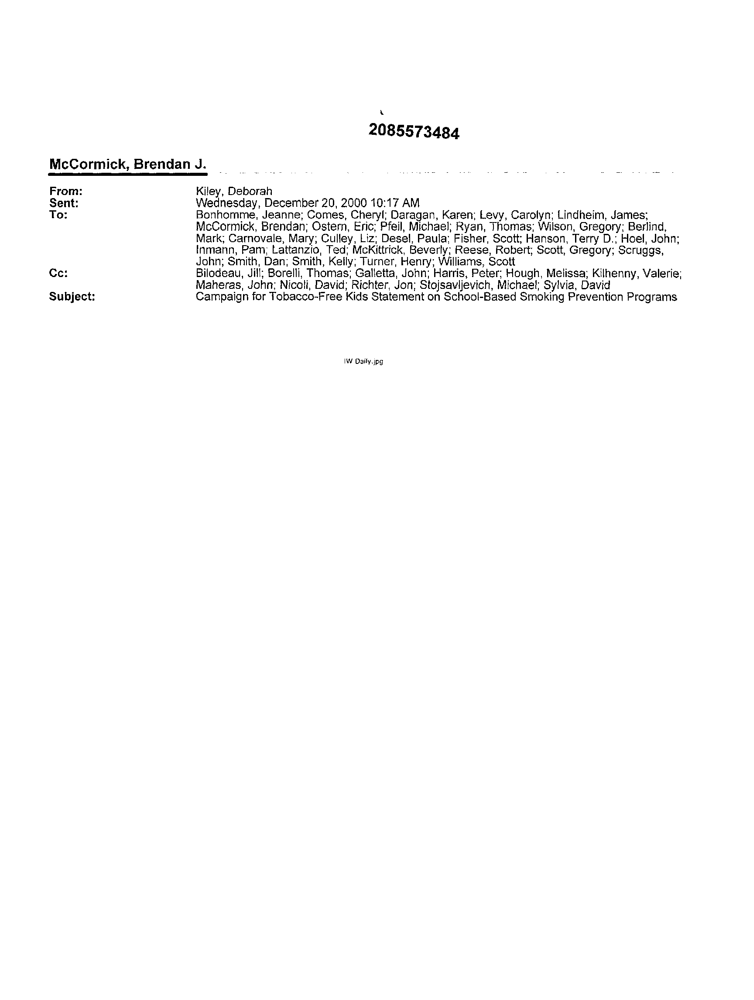 2085573484
McCormick, Brendan J.
From: Kiley, Deborah
Sent: Wednesday, December 20, 2000 10:17 AM
To: Bonhomme, Jeanne; Comes, Cheryl; Daragan, Karen; Levy, Carolyn; Lindheim, James;
McCormick, Brendan; Ostern, Eric; Pfeil, Michael; Ryan, Thomas; Wilson, Gregory; Berlind,
Mark; Carnovale, Mary; Culley, Liz; Desel, Paula; Fisher, Scott; Hanson, Terry D.; Hoel, John;
Inmann, Pam; Lattanzio, Ted; McKittrick, Beverly; Reese, Robert; Scott, Gregory; Scruggs,
John; Smith, Dan; Smith, Kelly; Turner, Henry; Williams, Scott
Cc: Bilodeau, Jill; Borelli, Thomas; Galletta, John; Harris, Peter; Hough, Melissa; Kilhenny, Valerie;
Maheras, John; Nicoli, David; Richter, Jon; Stojsavljevich, Michael; Sylvia, David
Subject: Campaign for Tobacco-Free Kids Statement on School-Based Smoking Prevention Programs
IW Daily.jpg